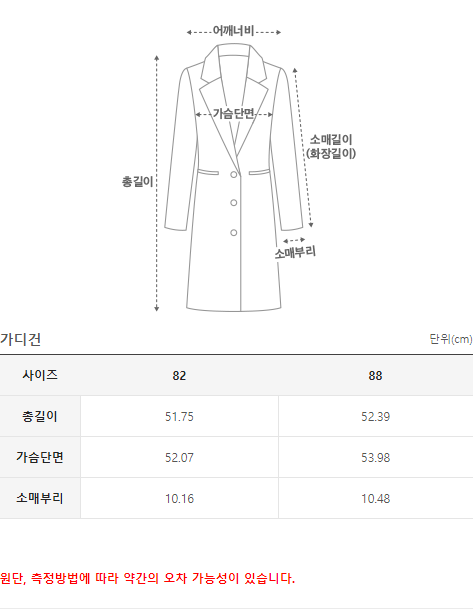 어깨너비
가슴단면
소매길이
(화장길이)
총길이
소매부리
가디건 단위(cm)
사이즈 82 88
총길이 51.75 52.39
가슴단면 52.07 53.98
소매부리 10.16 10.48
원단, 측정방법에 따라 약간의 오차 가능성이 있습니다.